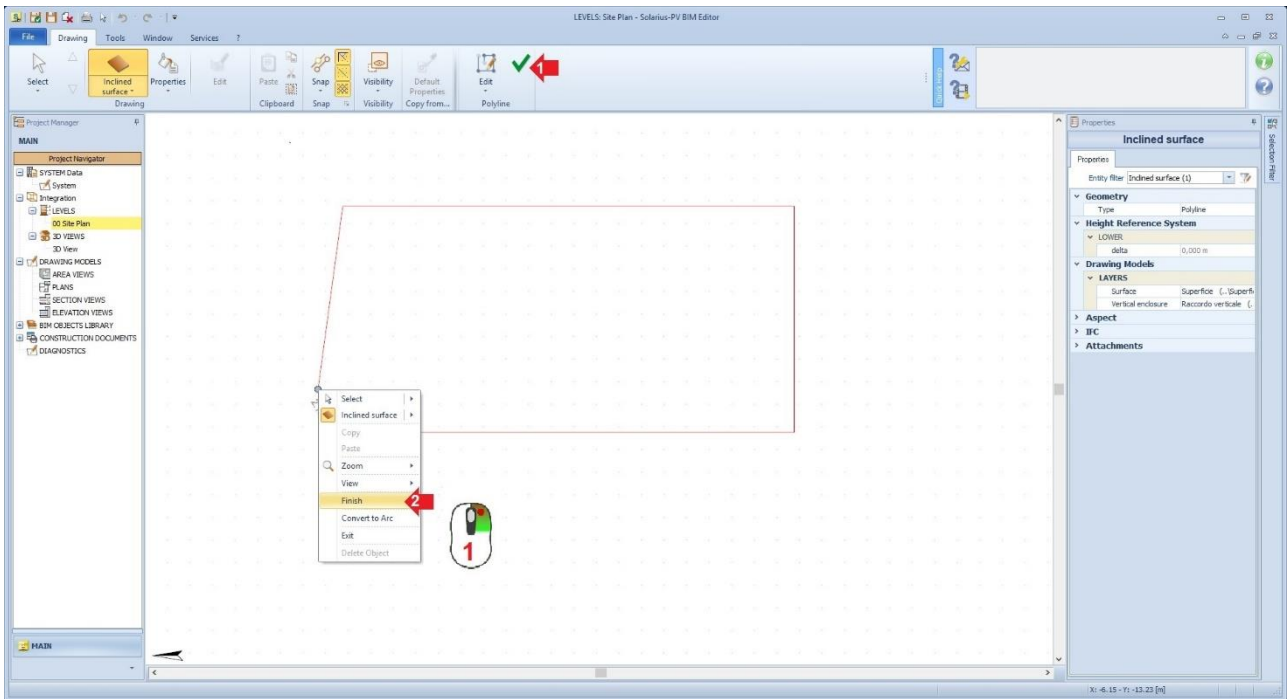 LEVELS: Site Plan - Solarius-PV BIM Editor
File Drawing Tools Window Services ?
Select
Inclined surface
Properties
Edit
Paste
Snap
Visibility
Default Properties
Edit
1
Drawing
Clipboard
Snap
Visibility
Copy from...
Polyline
Quick Help
Project Manager
MAIN
Project Navigator
SYSTEM Data
System
Integration
LEVELS
00 Site Plan
3D VIEWS
3D View
DRAWING MODELS
AREA VIEWS
PLANS
SECTION VIEWS
ELEVATION VIEWS
BIM OBJECTS LIBRARY
CONSTRUCTION DOCUMENTS
DIAGNOSTICS
MAIN
Select
Inclined surface
Copy
Paste
Zoom
View
Finish
2
Convert to Arc
Exit
Delete Object
1
Properties
Inclined surface
Properties
Entity filter Inclined surface (1)
Geometry
Type Polyline
Height Reference System
LOWER
delta 0,000 m
Drawing Models
LAYERS
Surface Superficie (...\Superfi
Vertical enclosure Raccordo verticale (.
Aspect
IFC
Attachments
Selection Filter
X: -6.15 - Y: -13.23 [m]